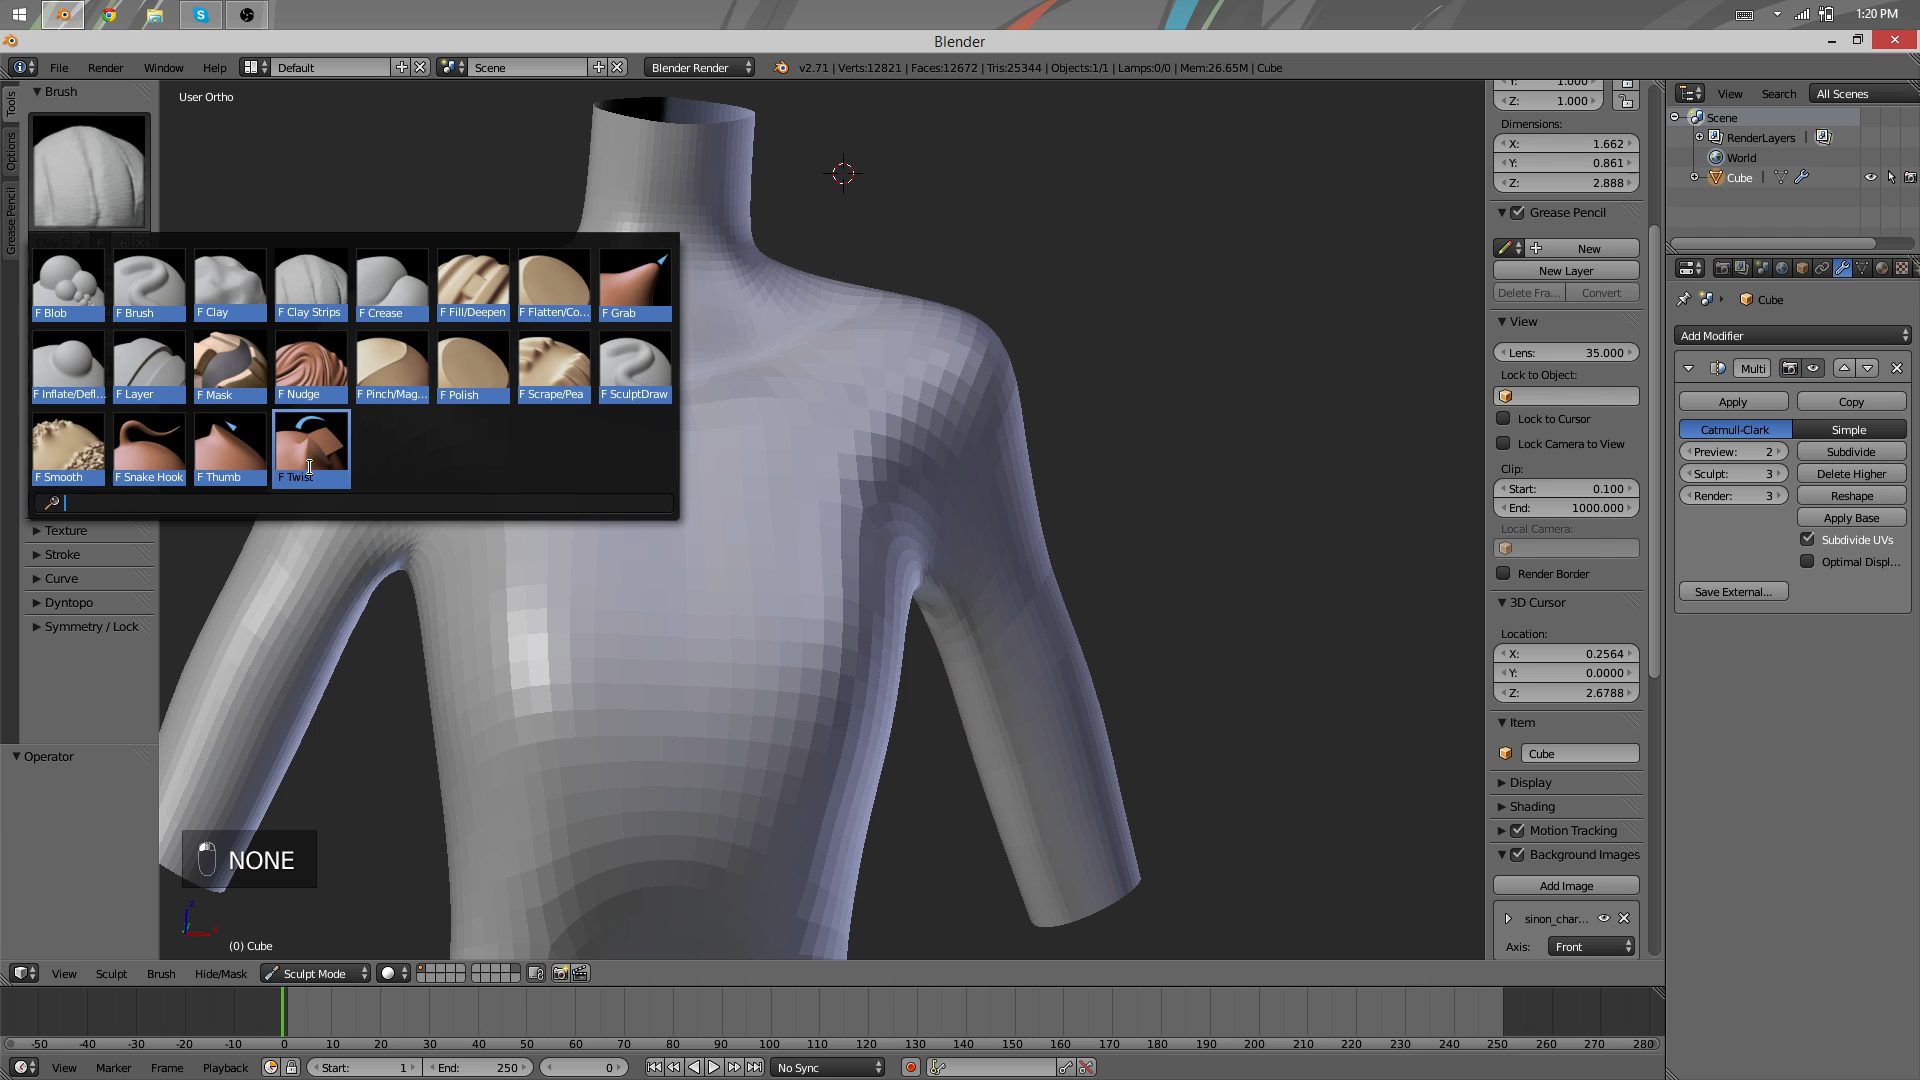 1:20 PM
Blender
File Render Window Help Default Scene Blender Render v2.71 | Verts:12821 | Faces:12672 | Tris:25344 | Objects:1/1 | Lamps:0/0 | Mem:26.65M | Cube
Tools
Options
Grease Pencil
Brush
User Ortho
F Blob F Brush F Clay F Clay Strips F Crease F Fill/Deepen F Flatten/Co... F Grab
F Inflate/Defl... F Layer F Mask F Nudge F Pinch/Mag... F Polish F Scrape/Pea F SculptDraw
F Smooth F Snake Hook F Thumb F Twist
Texture
Stroke
Curve
Dyntopo
Symmetry / Lock
Operator
NONE
(0) Cube
Z: 1.000
Dimensions:
X: 1.662
Y: 0.861
Z: 2.888
Grease Pencil
New
New Layer
Delete Fra... Convert
View
Lens: 35.000
Lock to Object:
Lock to Cursor
Lock Camera to View
Clip:
Start: 0.100
End: 1000.000
Local Camera:
Render Border
3D Cursor
Location:
X: 0.2564
Y: 0.0000
Z: 2.6788
Item
Cube
Display
Shading
Motion Tracking
Background Images
Add Image
sinon_char...
Axis: Front
View Search All Scenes
Scene
RenderLayers
World
Cube
Cube
Add Modifier
Multi
Apply Copy
Catmull-Clark Simple
Preview: 2 Subdivide
Sculpt: 3 Delete Higher
Render: 3 Reshape
Apply Base
Subdivide UVs
Optimal Displ...
Save External...
View Sculpt Brush Hide/Mask Sculpt Mode
-50 -40 -30 -20 -10 0 10 20 30 40 50 60 70 80 90 100 110 120 130 140 150 160 170 180 190 200 210 220 230 240 250 260 270 280
View Marker Frame Playback Start: 1 End: 250 0 No Sync